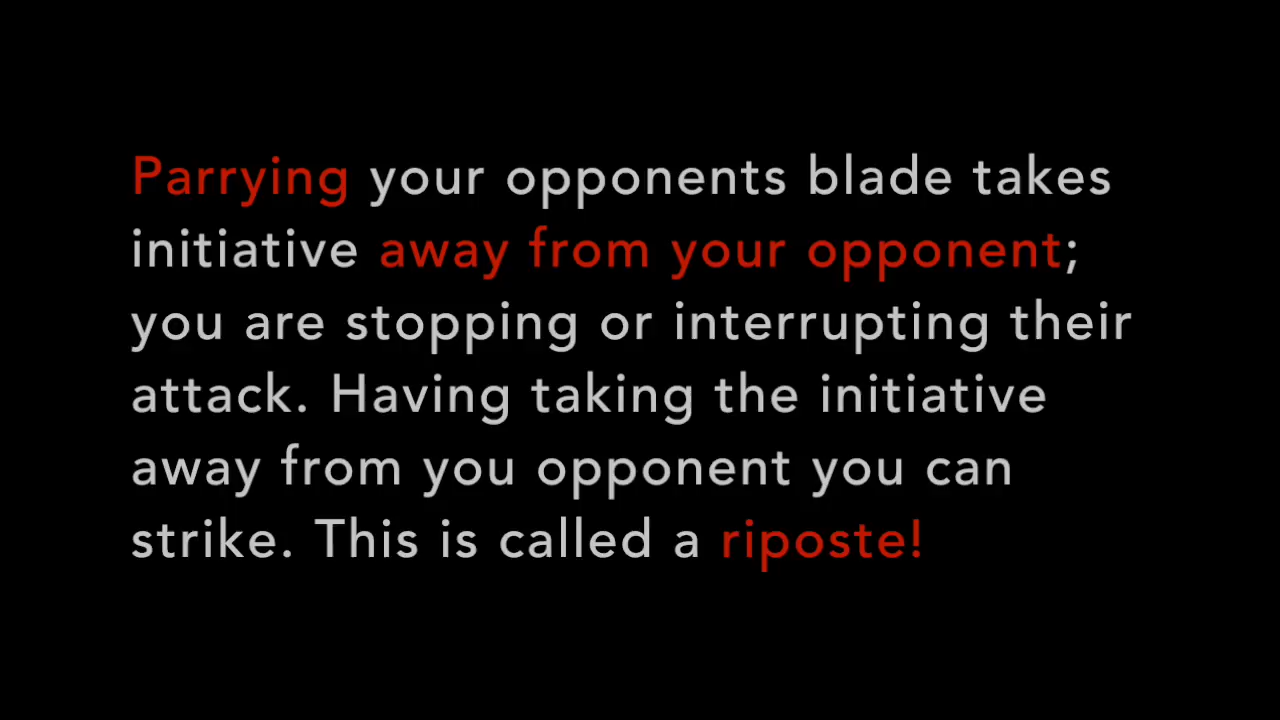 Parrying your opponents blade takes
initiative away from your opponent;
you are stopping or interrupting their
attack. Having taking the initiative
away from you opponent you can
strike. This is called a riposte!